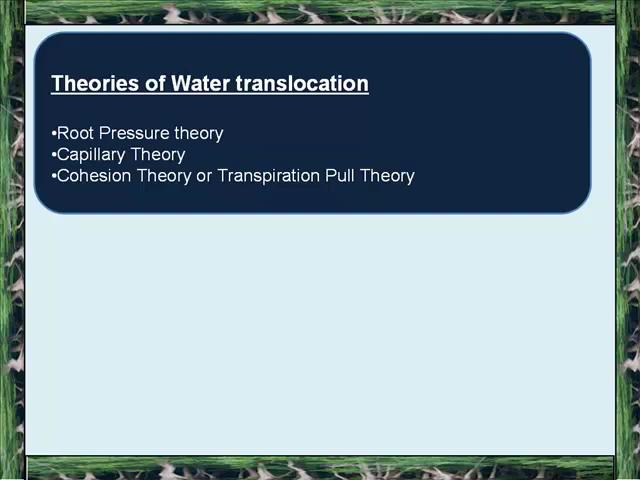 Theories of Water translocation
•Root Pressure theory
•Capillary Theory
•Cohesion Theory or Transpiration Pull Theory